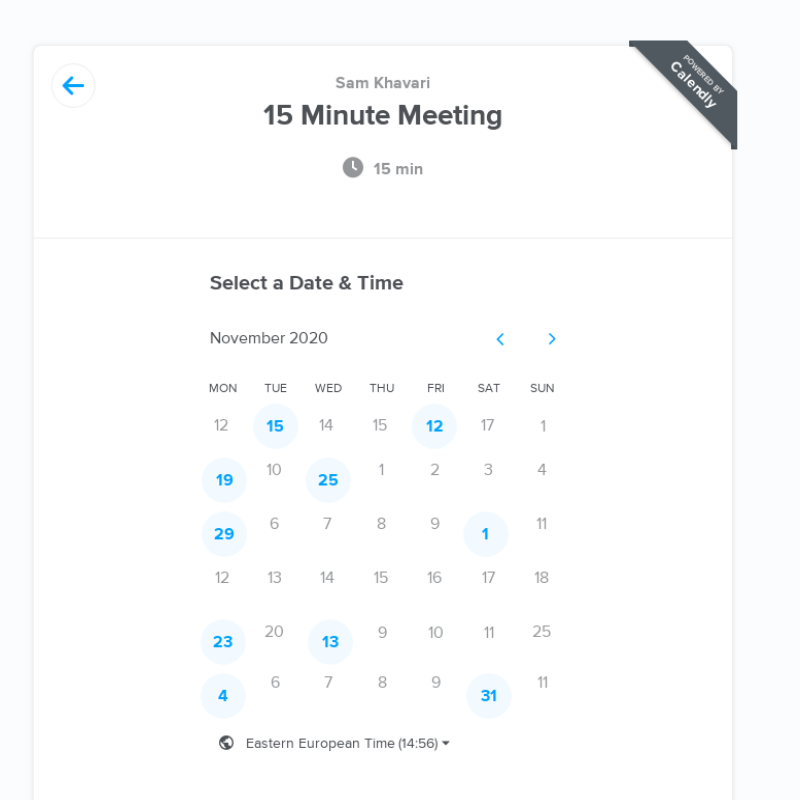 POWERED BY
Calendly
Sam Khavari
15 Minute Meeting
15 min
Select a Date & Time
November 2020
MON TUE WED THU FRI SAT SUN
12 15 14 15 12 17 1
19 10 25 1 2 3 4
29 6 7 8 9 1 11
12 13 14 15 16 17 18
23 20 13 9 10 11 25
4 6 7 8 9 31 11
Eastern European Time (14:56)